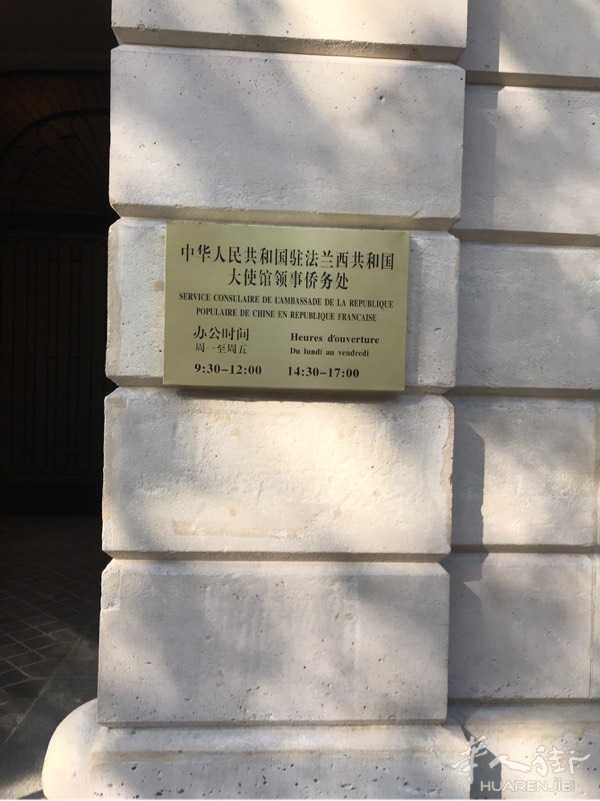 中华人民共和国驻法兰西共和国
大使馆领事侨务处
SERVICE CONSULAIRE DE L'AMBASSADE DE LA REPUBLIQUE
POPULAIRE DE CHINE EN REPUBLIQUE FRANCAISE
办公时间 Heures d'ouverture
周一至周五 Du lundi au vendredi
9:30-12:00 14:30-17:00
华人街
HUARENJIE